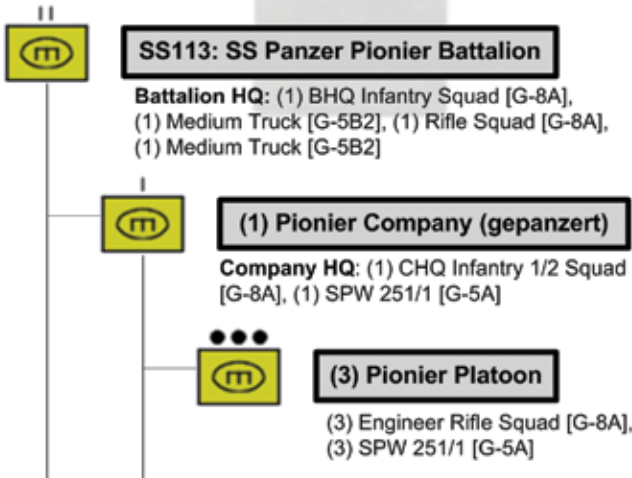 SS113: SS Panzer Pionier Battalion
Battalion HQ: (1) BHQ Infantry Squad [G-8A],
(1) Medium Truck [G-5B2], (1) Rifle Squad [G-8A],
(1) Medium Truck [G-5B2]
(1) Pionier Company (gepanzert)
Company HQ: (1) CHQ Infantry 1/2 Squad
[G-8A], (1) SPW 251/1 [G-5A]
(3) Pionier Platoon
(3) Engineer Rifle Squad [G-8A],
(3) SPW 251/1 [G-5A]